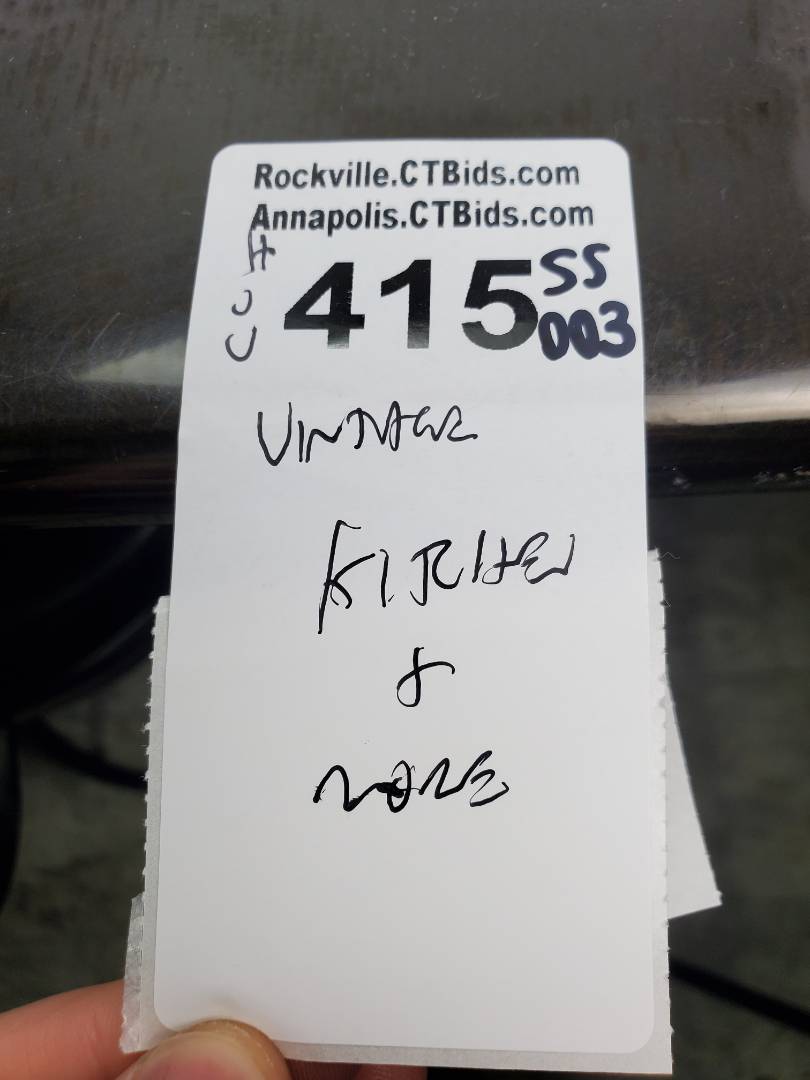 Rockville.CTBids.com
Annapolis.CTBids.com
415 SS
003
VINTAGE
KITCHEN
&
MORE